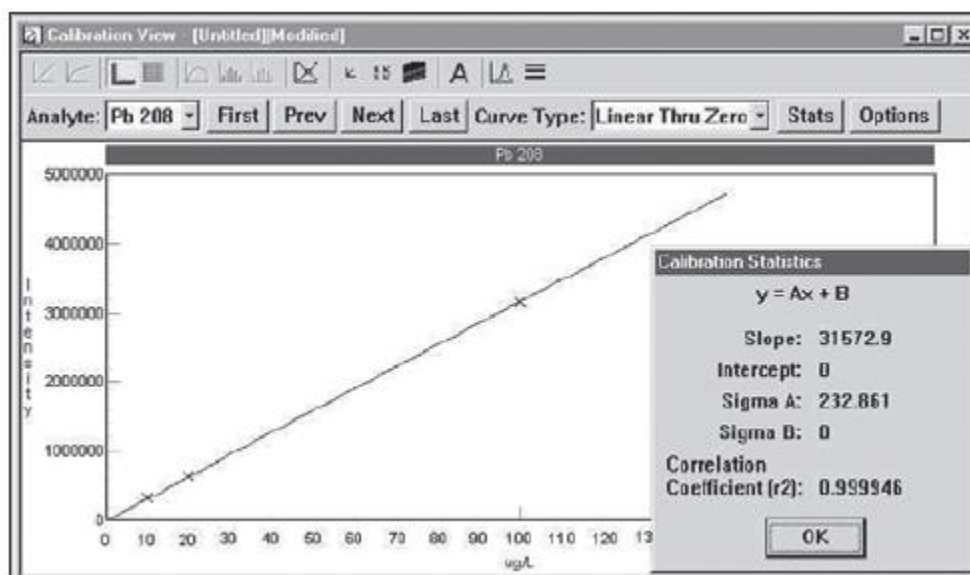 Calibration View - [Untitled][Modified]
Analyte: Pb 208 First Prev Next Last Curve Type: Linear Thru Zero Stats Options
Pb 208
5000000
4000000
3000000
2000000
1000000
0
Intensity
0 10 20 30 40 50 60 70 80 90 100 110 120
ug/L
Calibration Statistics
y = Ax + B
Slope: 31572.9
Intercept: 0
Sigma A: 232.861
Sigma B: 0
Correlation
Coefficient (r2): 0.999946
OK